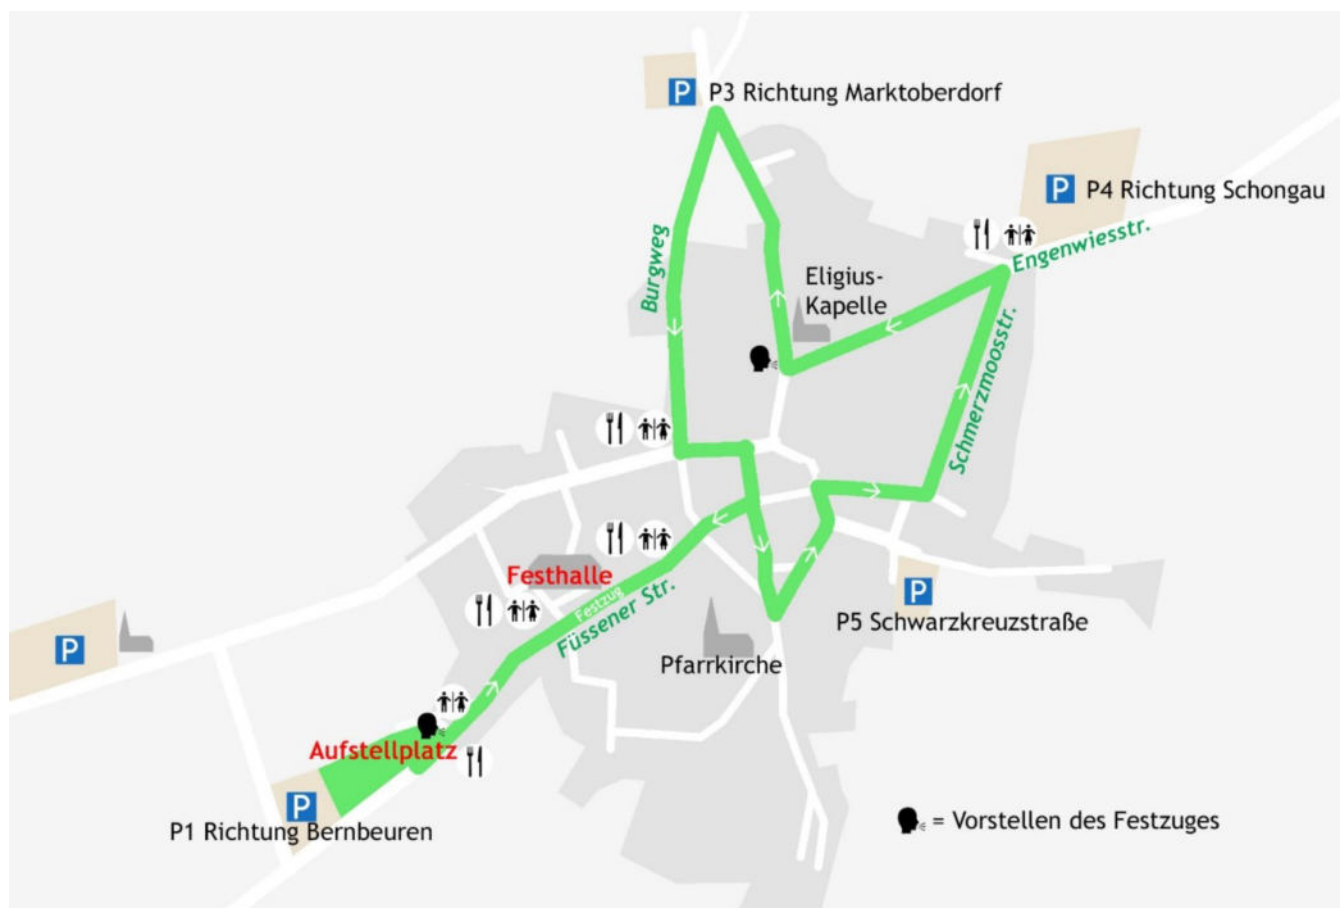 P
P3 Richtung Marktoberdorf
P
P4 Richtung Schongau
Engenwiesstr.
Burgweg
Eligius-
Kapelle
Schmerzmoosstr.
Festhalle
Festzug
Füssener Str.
P
P5 Schwarzkreuzstraße
P
Pfarrkirche
Aufstellplatz
P
P1 Richtung Bernbeuren
= Vorstellen des Festzuges